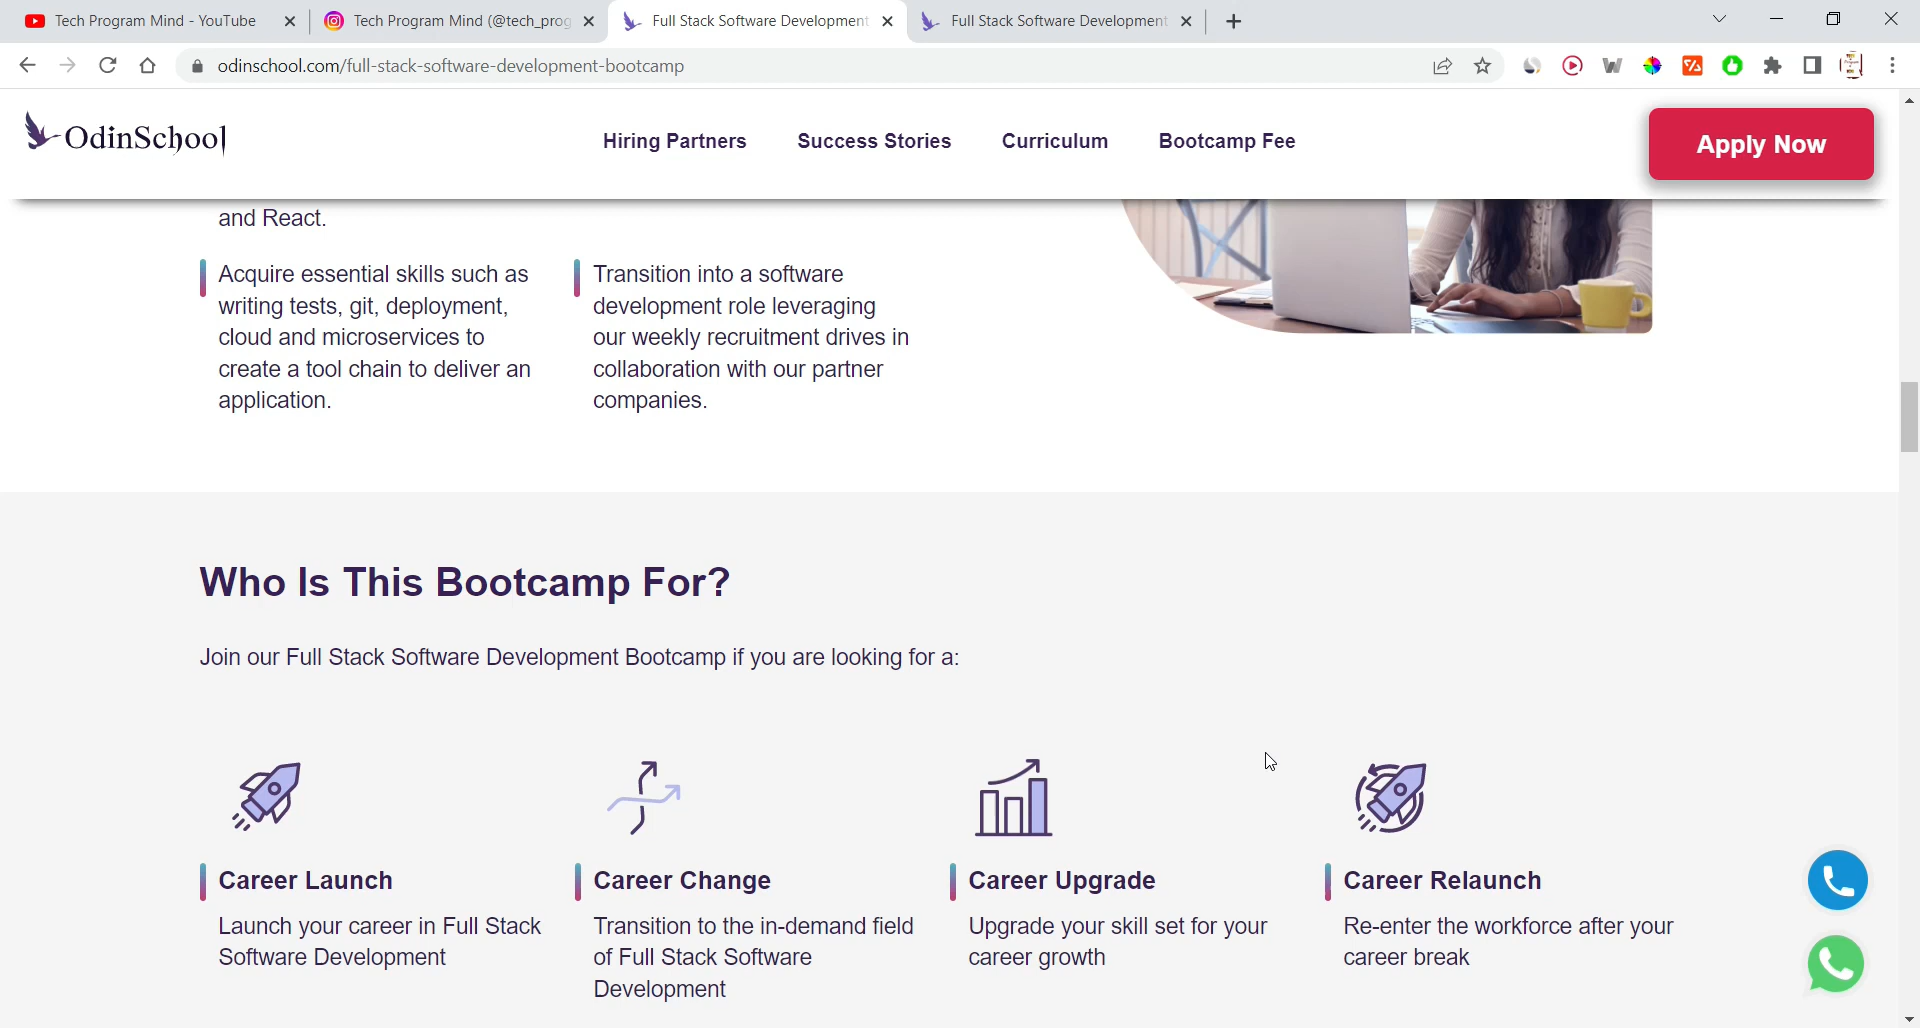 Tech Program Mind - YouTube
Tech Program Mind (@tech_prog
Full Stack Software Development
Full Stack Software Development
odinschool.com/full-stack-software-development-bootcamp
OdinSchool
Hiring Partners
Success Stories
Curriculum
Bootcamp Fee
Apply Now
and React.
Acquire essential skills such as
writing tests, git, deployment,
cloud and microservices to
create a tool chain to deliver an
application.
Transition into a software
development role leveraging
our weekly recruitment drives in
collaboration with our partner
companies.
Who Is This Bootcamp For?
Join our Full Stack Software Development Bootcamp if you are looking for a:
Career Launch
Launch your career in Full Stack
Software Development
Career Change
Transition to the in-demand field
of Full Stack Software
Development
Career Upgrade
Upgrade your skill set for your
career growth
Career Relaunch
Re-enter the workforce after your
career break